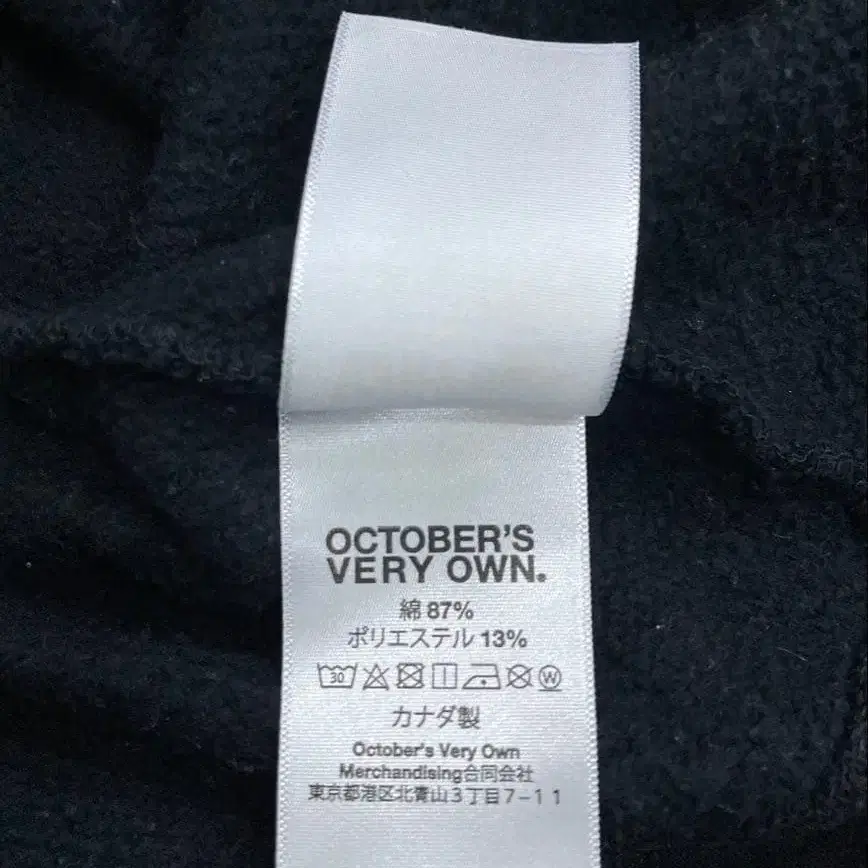 OCTOBER'S
VERY OWN.
綿 87%
ポリエステル 13%
30 W
カナダ製
October's Very Own
Merchandising合同会社
東京都港区北青山3丁目7-11